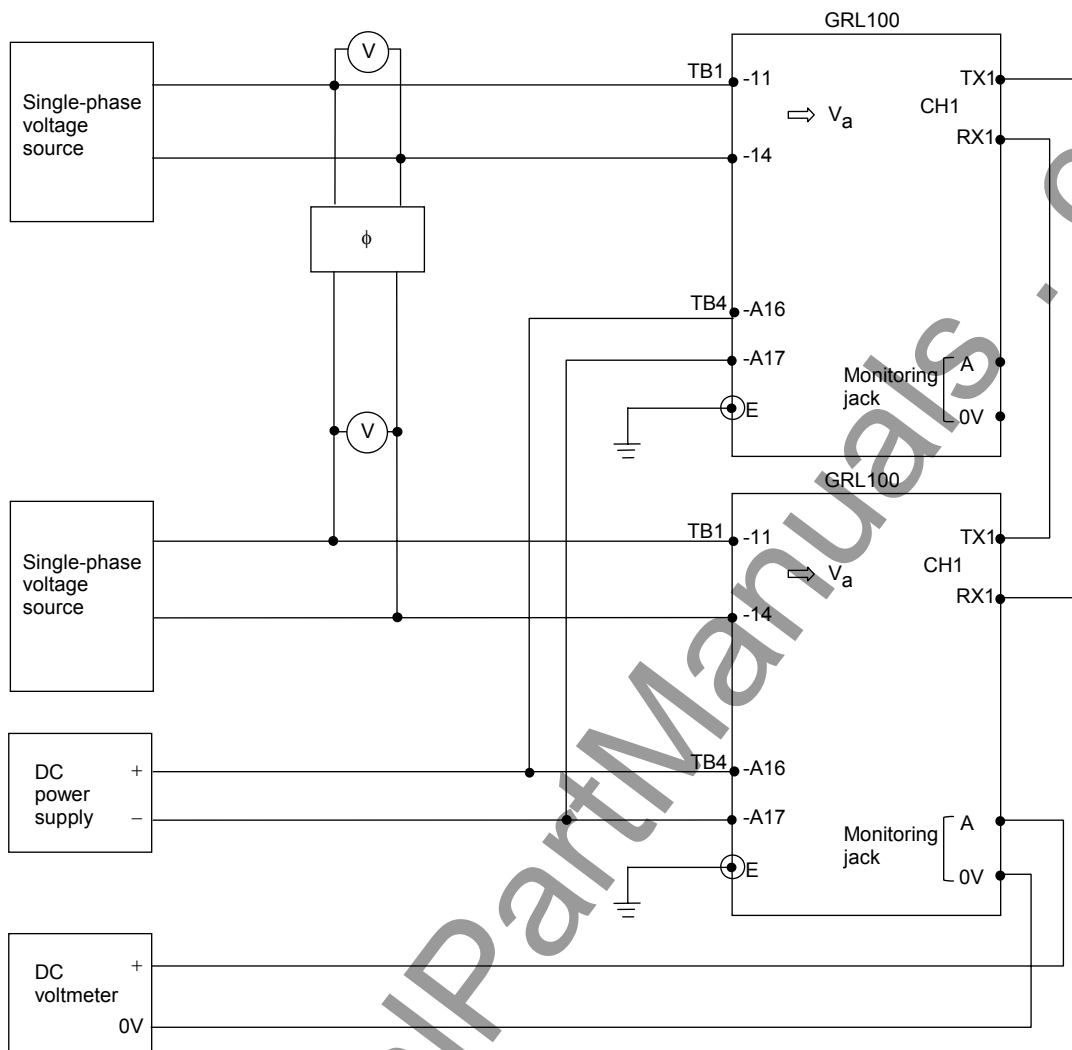 GRL100
V
TB1
-11
TX1
Single-phase
voltage
source
CH1
Va
RX1
-14
ϕ
TB4
-A16
-A17
Monitoring
jack
A
0V
E
V
GRL100
TB1
-11
TX1
Single-phase
voltage
source
CH1
Va
RX1
-14
DC
power
supply
+
−
TB4
-A16
-A17
Monitoring
jack
A
0V
E
DC
voltmeter
+
0V
lPartManuals .